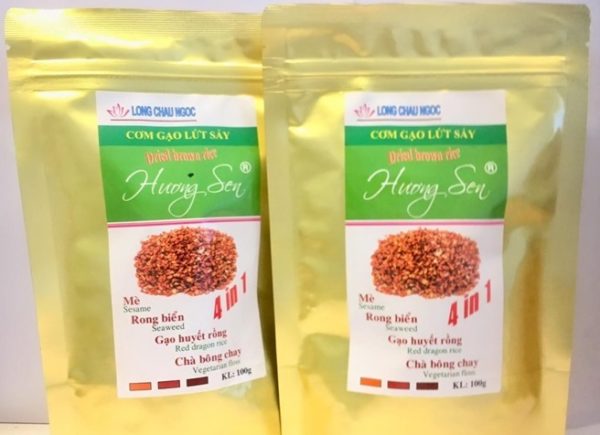 LONG CHAU NGOC
CƠM GẠO LỨT SẤY
Dried brown rice
Hương Sen ®
4 in 1
Mè
Sesame
Rong biển
Seaweed
Gạo huyết rồng
Red dragon rice
Chà bông chay
Vegetarian floss
KL: 100g
LONG CHAU NGOC
CƠM GẠO LỨT SẤY
Dried brown rice
Hương Sen ®
4 in 1
Mè
Sesame
Rong biển
Seaweed
Gạo huyết rồng
Red dragon rice
Chà bông chay
Vegetarian floss
KL: 100g